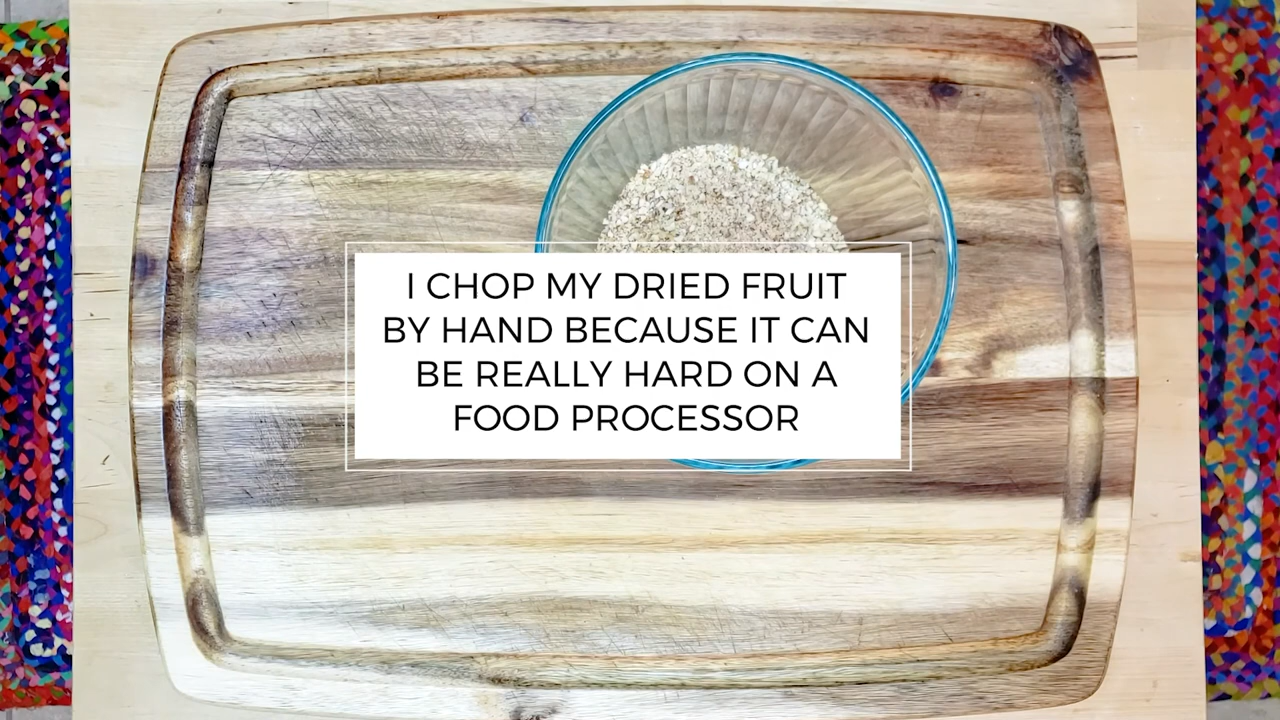 I CHOP MY DRIED FRUIT
BY HAND BECAUSE IT CAN
BE REALLY HARD ON A
FOOD PROCESSOR